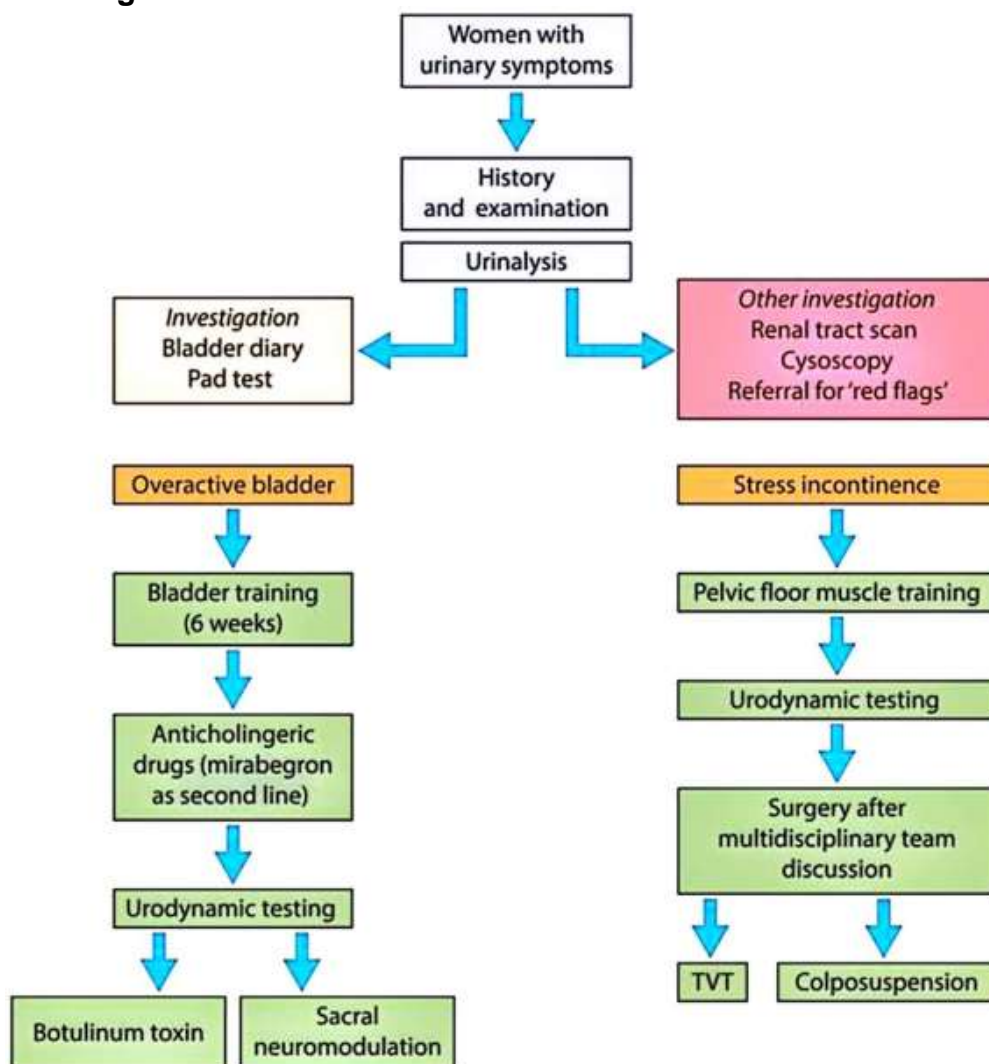 Women with
urinary symptoms
History
and examination
Urinalysis
Investigation
Bladder diary
Pad test
Other investigation
Renal tract scan
Cysoscopy
Referral for 'red flags'
Overactive bladder
Bladder training
(6 weeks)
Anticholingeric
drugs (mirabegron
as second line)
Urodynamic testing
Botulinum toxin
Sacral
neuromodulation
Stress incontinence
Pelvic floor muscle training
Urodynamic testing
Surgery after
multidisciplinary team
discussion
TVT
Colposuspension